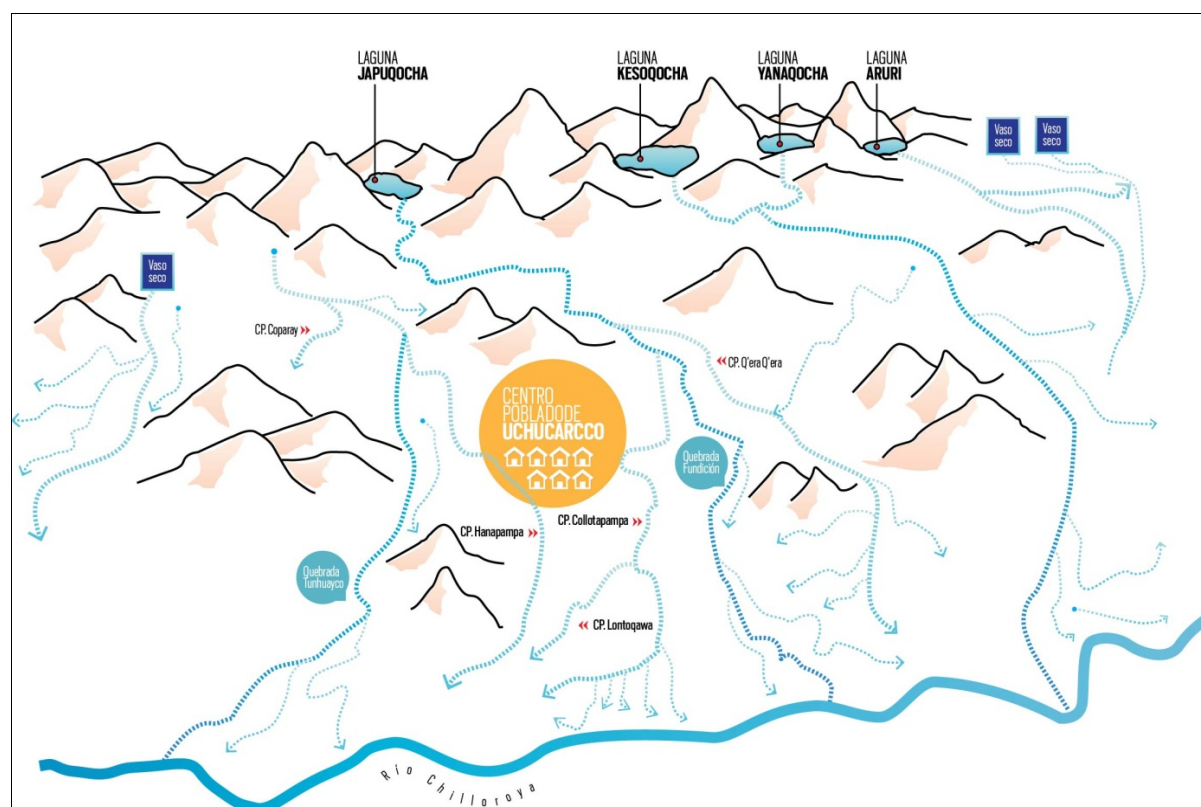 LAGUNA
JAPUQOCHA
LAGUNA
KESOQOCHA
LAGUNA
YANAQOCHA
LAGUNA
ARURI
Vaso
seco
Vaso
seco
Vaso
seco
CP. Coparay
CP. Q'era Q'era
CENTRO
POBLADODE
UCHUCARCCO
Quebrada
Fundición
CP. Hanapampa
CP. Collotapampa
Quebrada
Tunhuayco
CP. Lontoqawa
Río Chilloroya